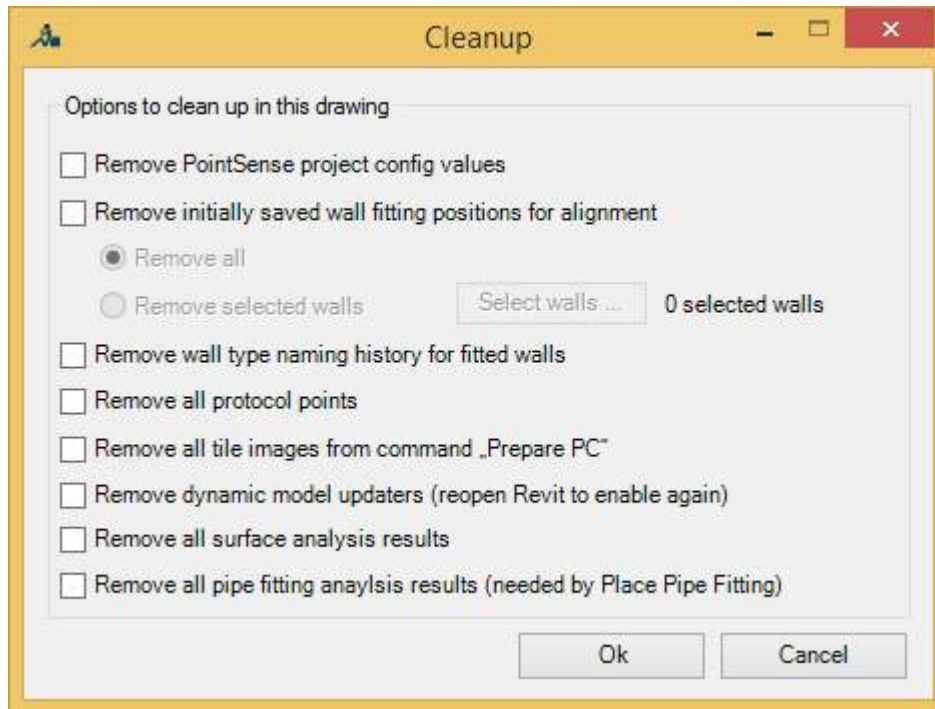 Cleanup
Options to clean up in this drawing
Remove PointSense project config values
Remove initially saved wall fitting positions for alignment
Remove all
Remove selected walls Select walls ... 0 selected walls
Remove wall type naming history for fitted walls
Remove all protocol points
Remove all tile images from command „Prepare PC"
Remove dynamic model updaters (reopen Revit to enable again)
Remove all surface analysis results
Remove all pipe fitting anaylsis results (needed by Place Pipe Fitting)
Ok Cancel